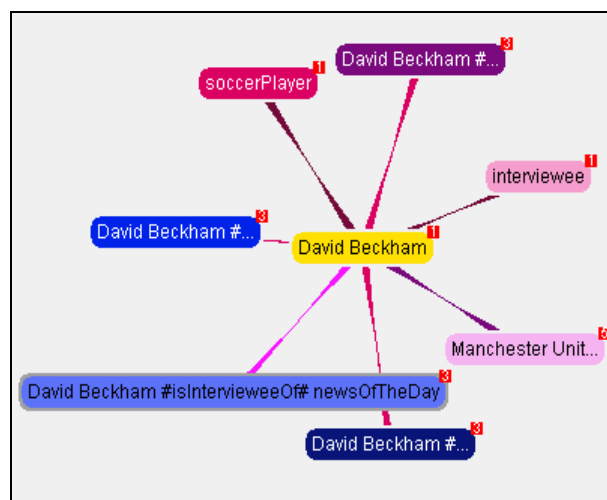 3
David Beckham #...
1
soccerPlayer
1
interviewee
3
David Beckham #...
1
David Beckham
5
Manchester Unit...
3
David Beckham #isIntervieweeOf# newsOfTheDay
3
David Beckham #...